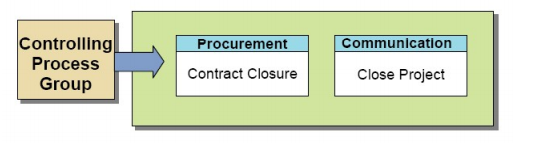 Controlling
Process
Group
Procurement
Contract Closure
Communication
Close Project